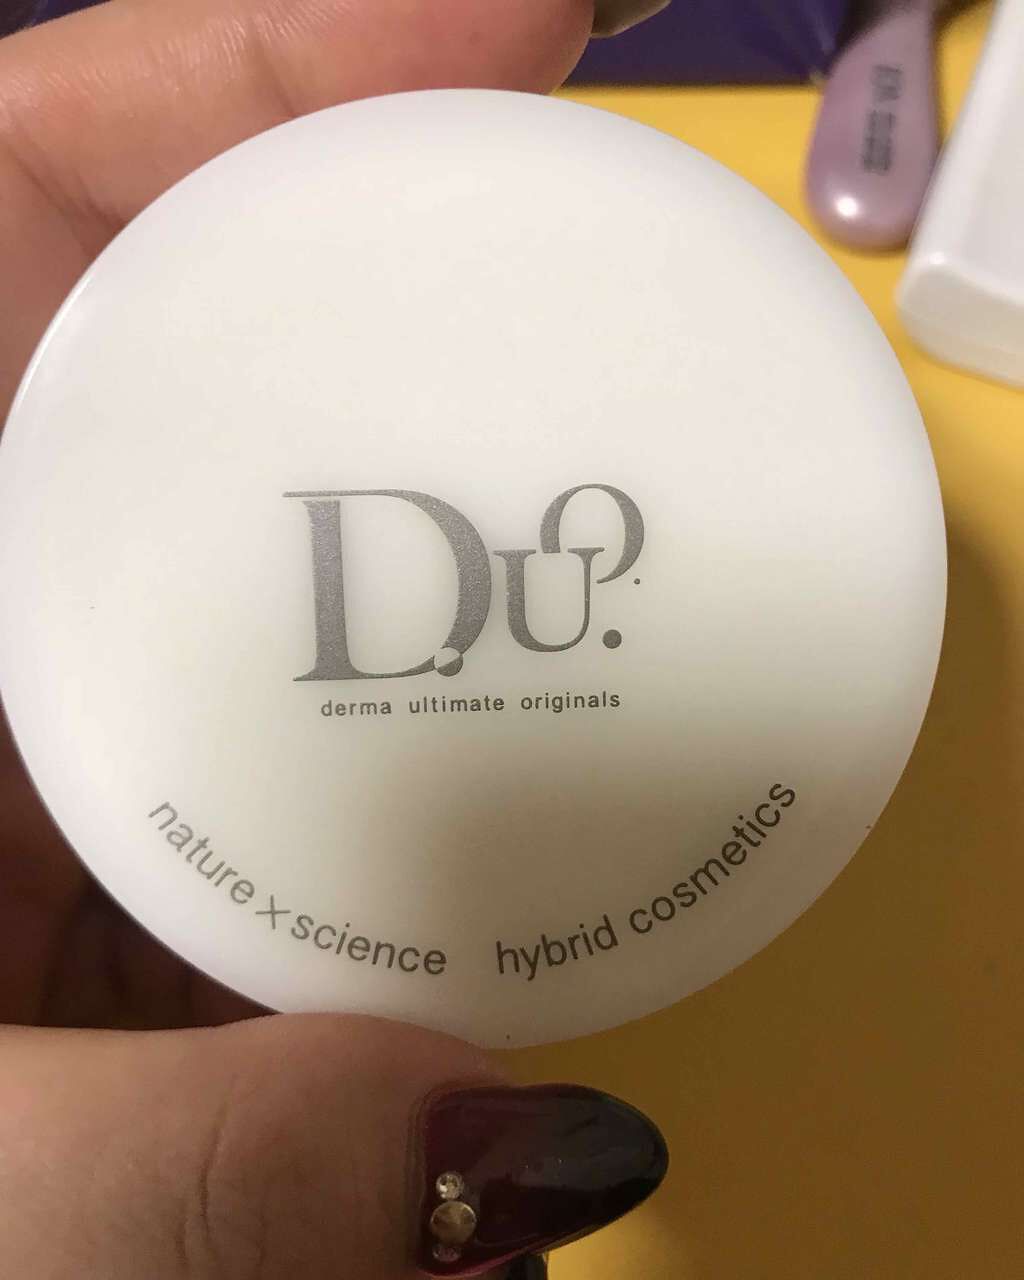 D.U.O.
derma ultimate originals
nature×science hybrid cosmetics